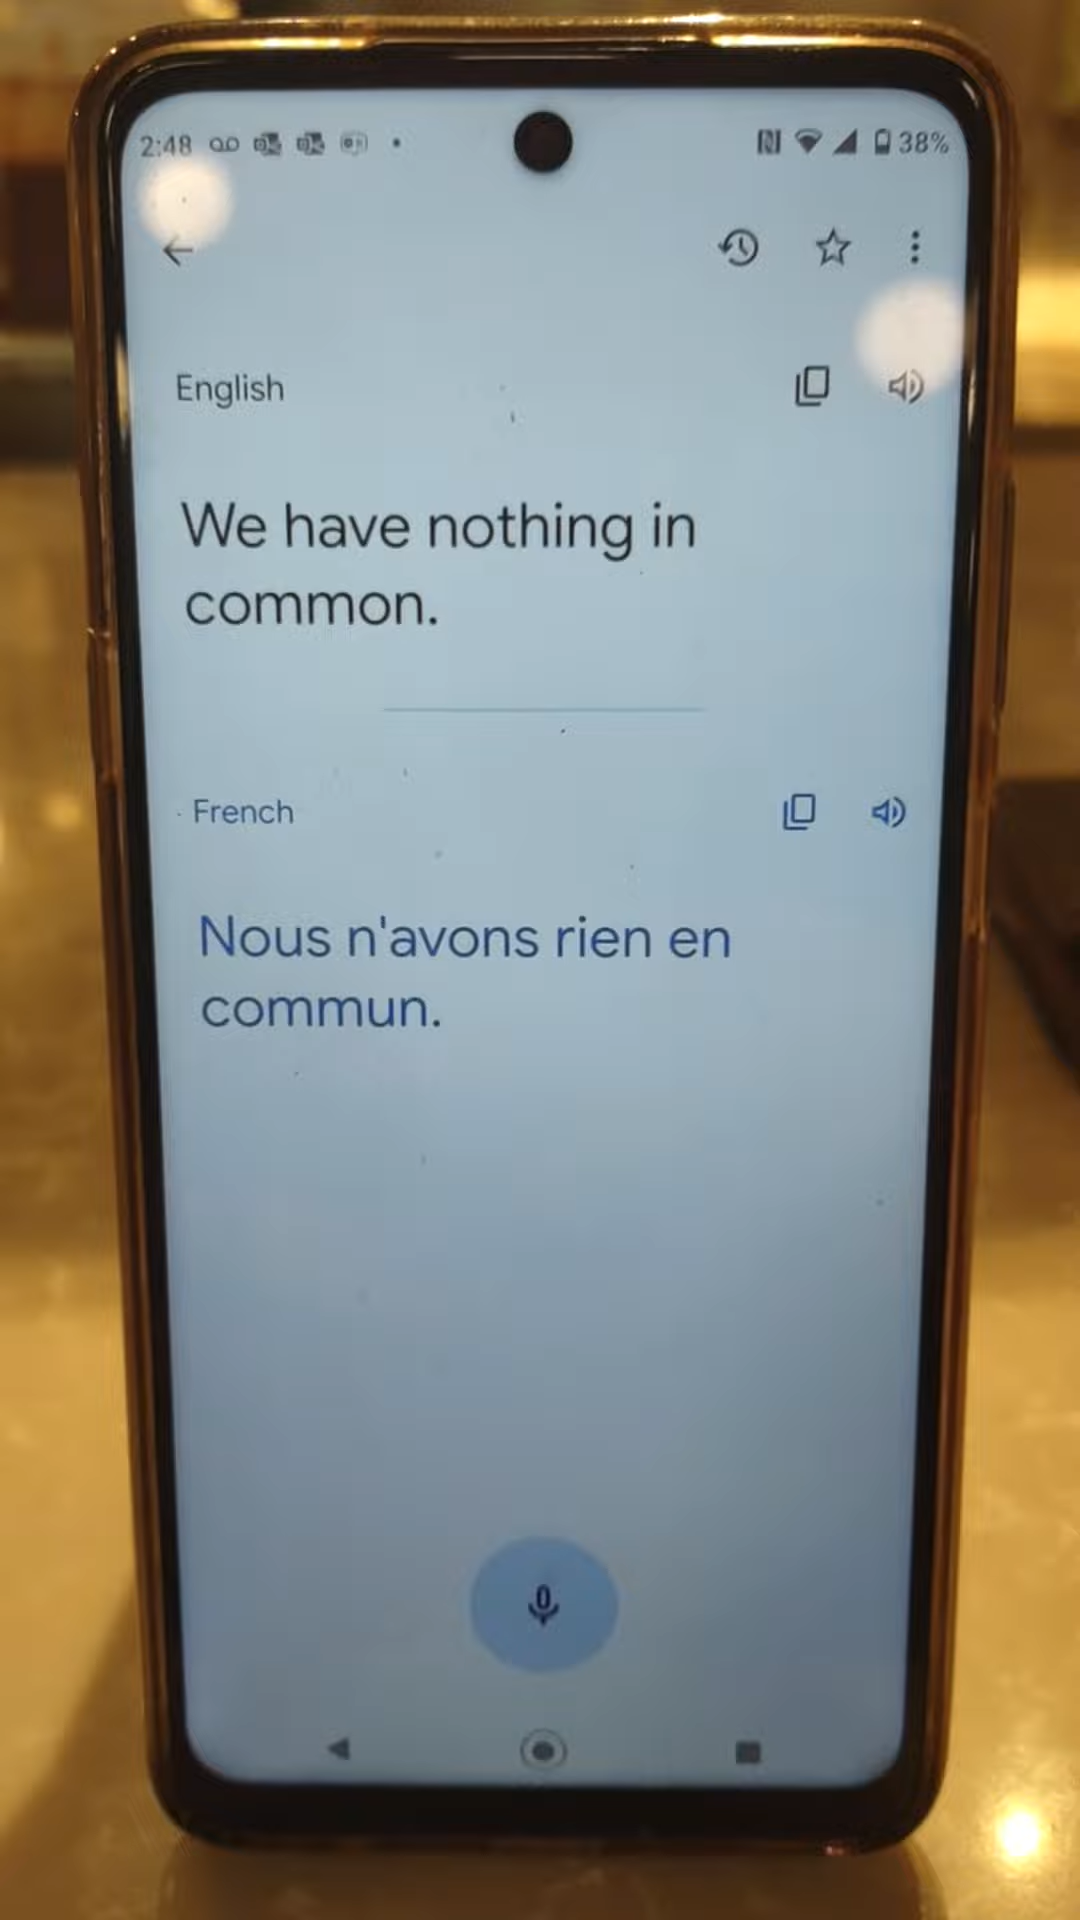 2:48
38%
English
We have nothing in
common.
French
Nous n'avons rien en
commun.